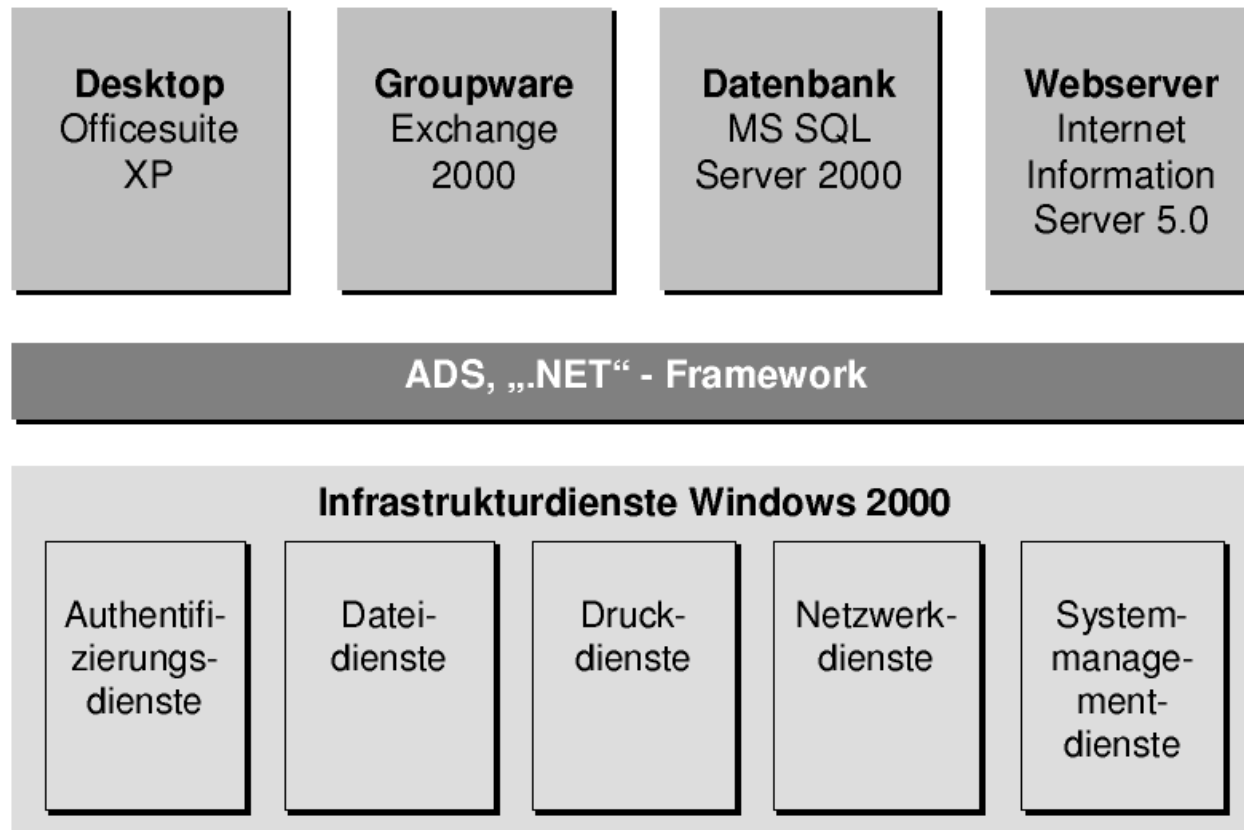 Desktop
Officesuite
XP
Groupware
Exchange
2000
Datenbank
MS SQL
Server 2000
Webserver
Internet
Information
Server 5.0
ADS, „.NET“ - Framework
Infrastrukturdienste Windows 2000
Authentifi-
zierungs-
dienste
Datei-
dienste
Druck-
dienste
Netzwerk-
dienste
System-
manage-
ment-
dienste